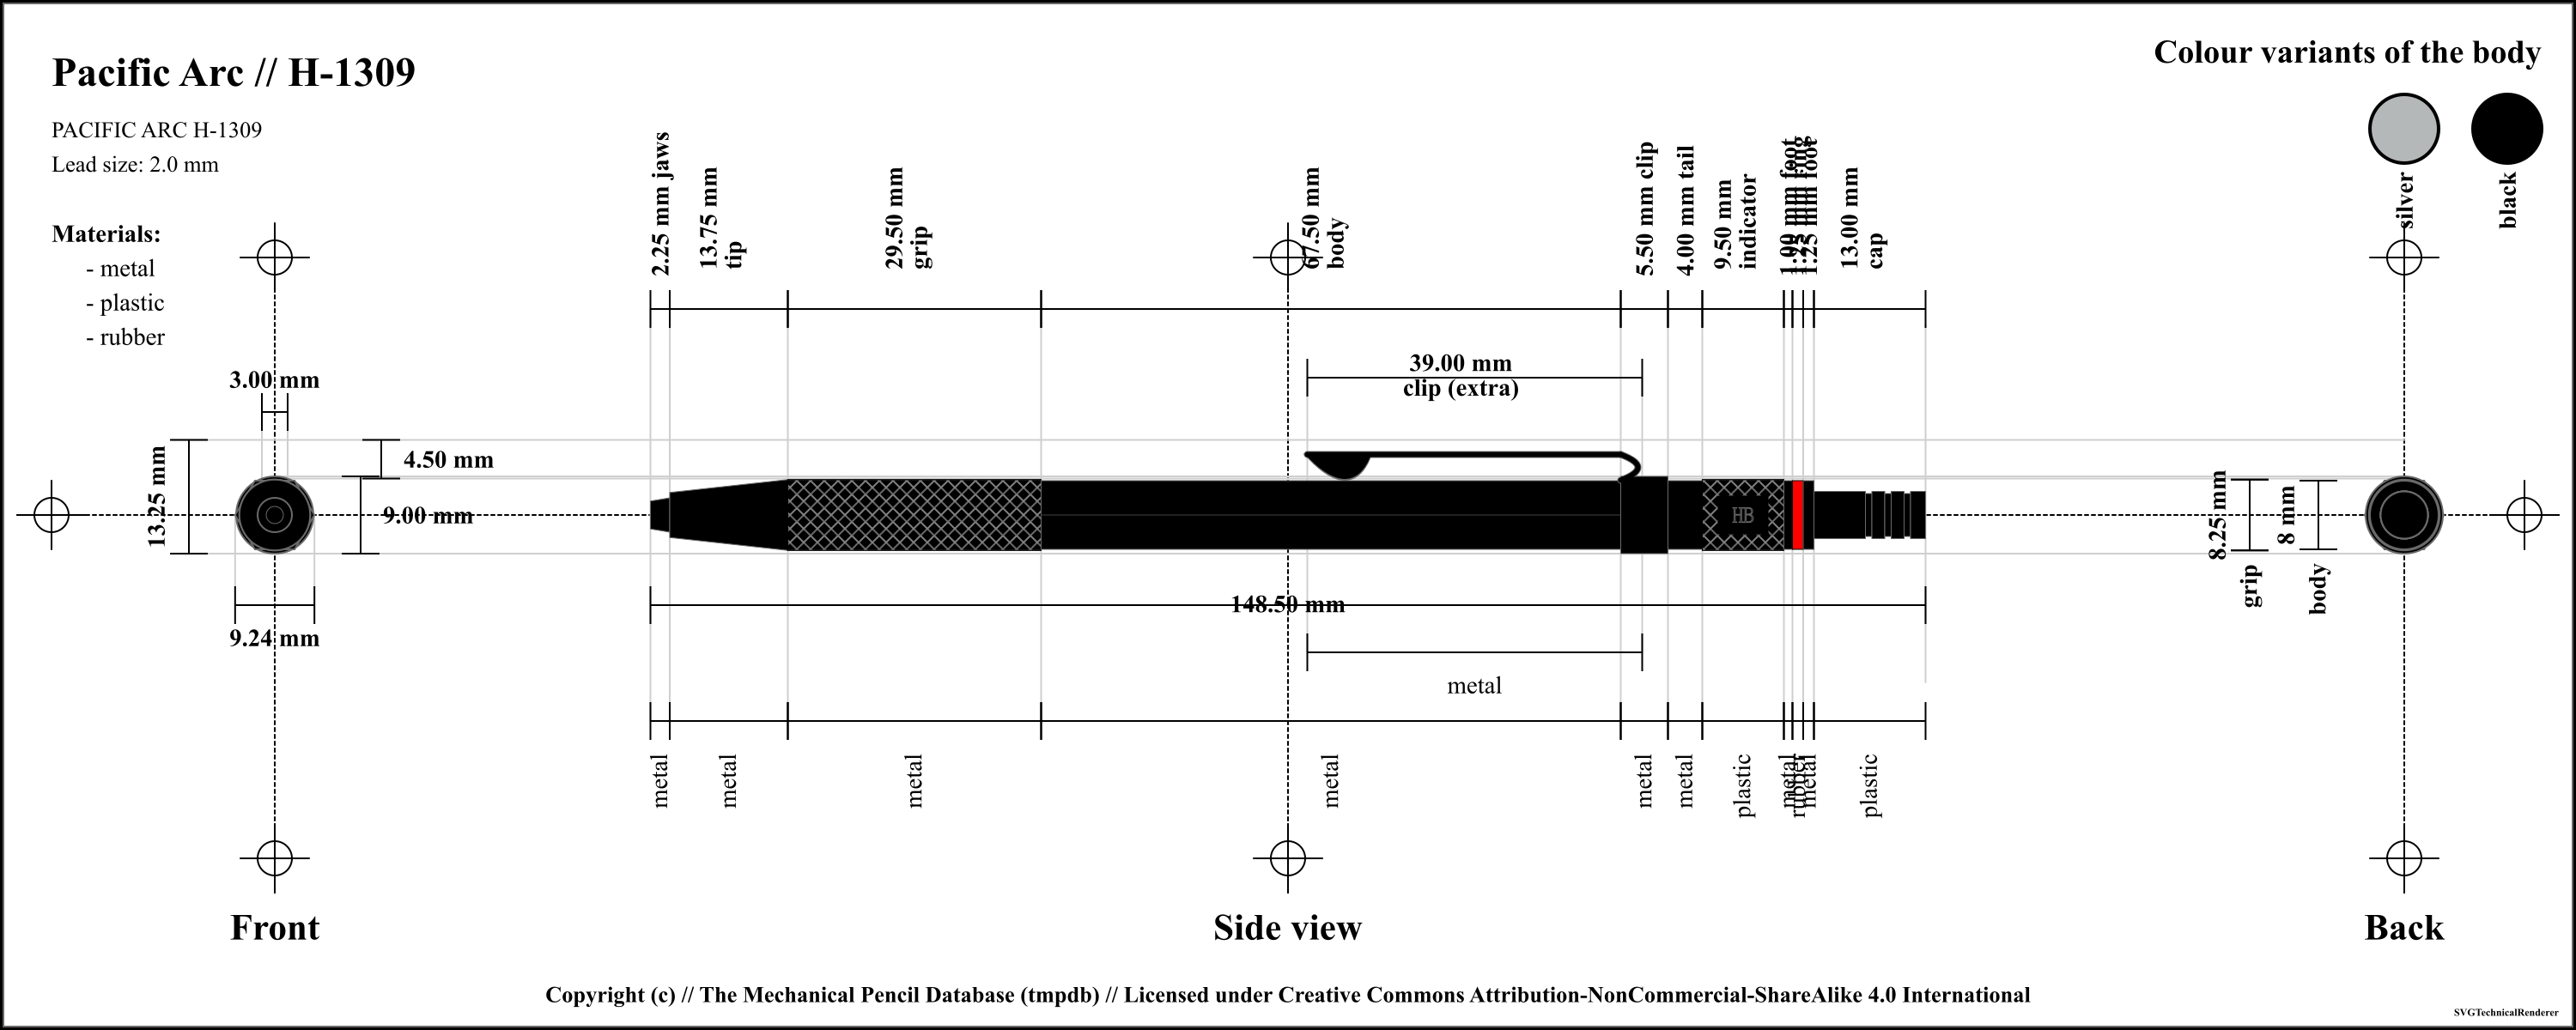 Pacific Arc // H-1309
PACIFIC ARC H-1309
Lead size: 2.0 mm
Materials:
- metal
- plastic
- rubber
Colour variants of the body
silver
black
2.25 mm jaws
13.75 mm
tip
29.50 mm
grip
67.50 mm
body
5.50 mm clip
4.00 mm tail
9.50 mm
indicator
1.00 mm foot
1.25 mm ring
1.25 mm foot
13.00 mm
cap
39.00 mm
clip (extra)
3.00 mm
13.25 mm
4.50 mm
9.00 mm
9.24 mm
HB
148.50 mm
8.25 mm
grip
8 mm
body
metal
metal
metal
metal
metal
metal
metal
plastic
metal
rubber
metal
plastic
Front
Side view
Back
Copyright (c) // The Mechanical Pencil Database (tmpdb) // Licensed under Creative Commons Attribution-NonCommercial-ShareAlike 4.0 International
SVGTechnicalRenderer